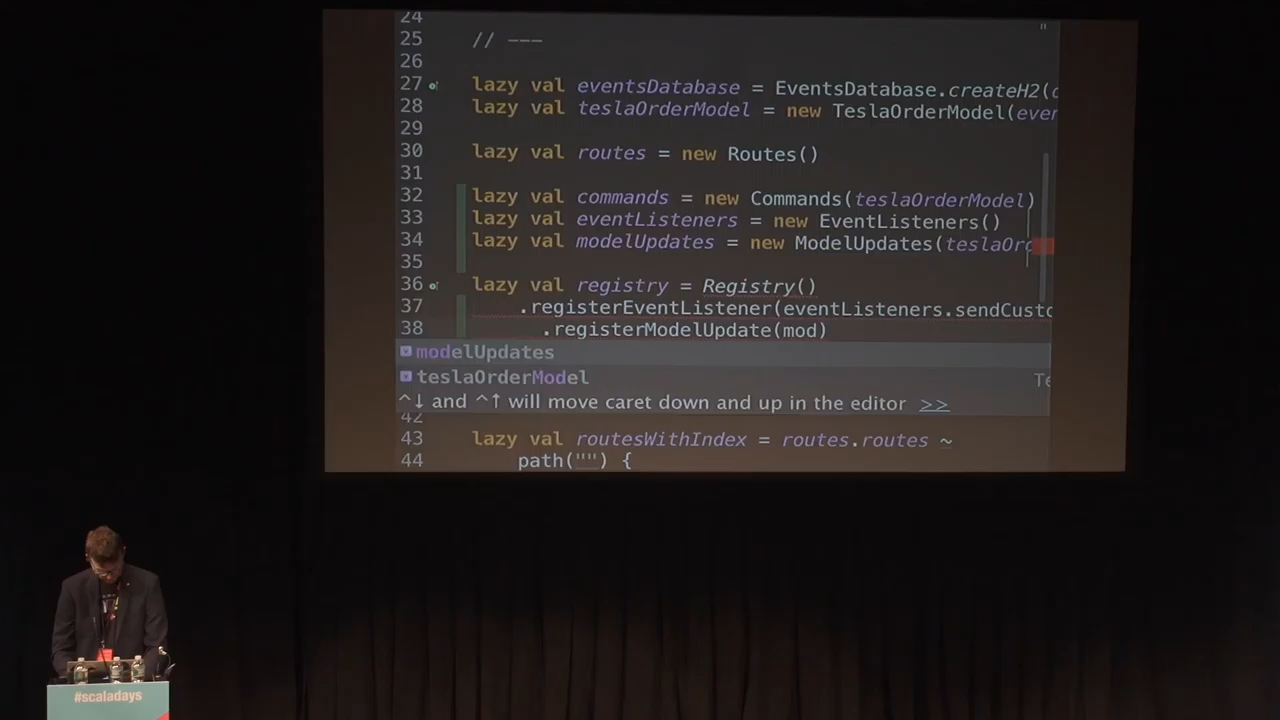 24
25 // ---
26
27 lazy val eventsDatabase = EventsDatabase.createH2(c
28 lazy val teslaOrderModel = new TeslaOrderModel(ever
29
30 lazy val routes = new Routes()
31
32 lazy val commands = new Commands(teslaOrderModel)
33 lazy val eventListeners = new EventListeners()
34 lazy val modelUpdates = new ModelUpdates(teslaOrd
35
36 lazy val registry = Registry()
37 .registerEventListener(eventListeners.sendCusto
38 .registerModelUpdate(mod)
modelUpdates
teslaOrderModel Te
^↓ and ^↑ will move caret down and up in the editor >>
42
43 lazy val routesWithIndex = routes.routes ~
44 path("") {
#scaladays